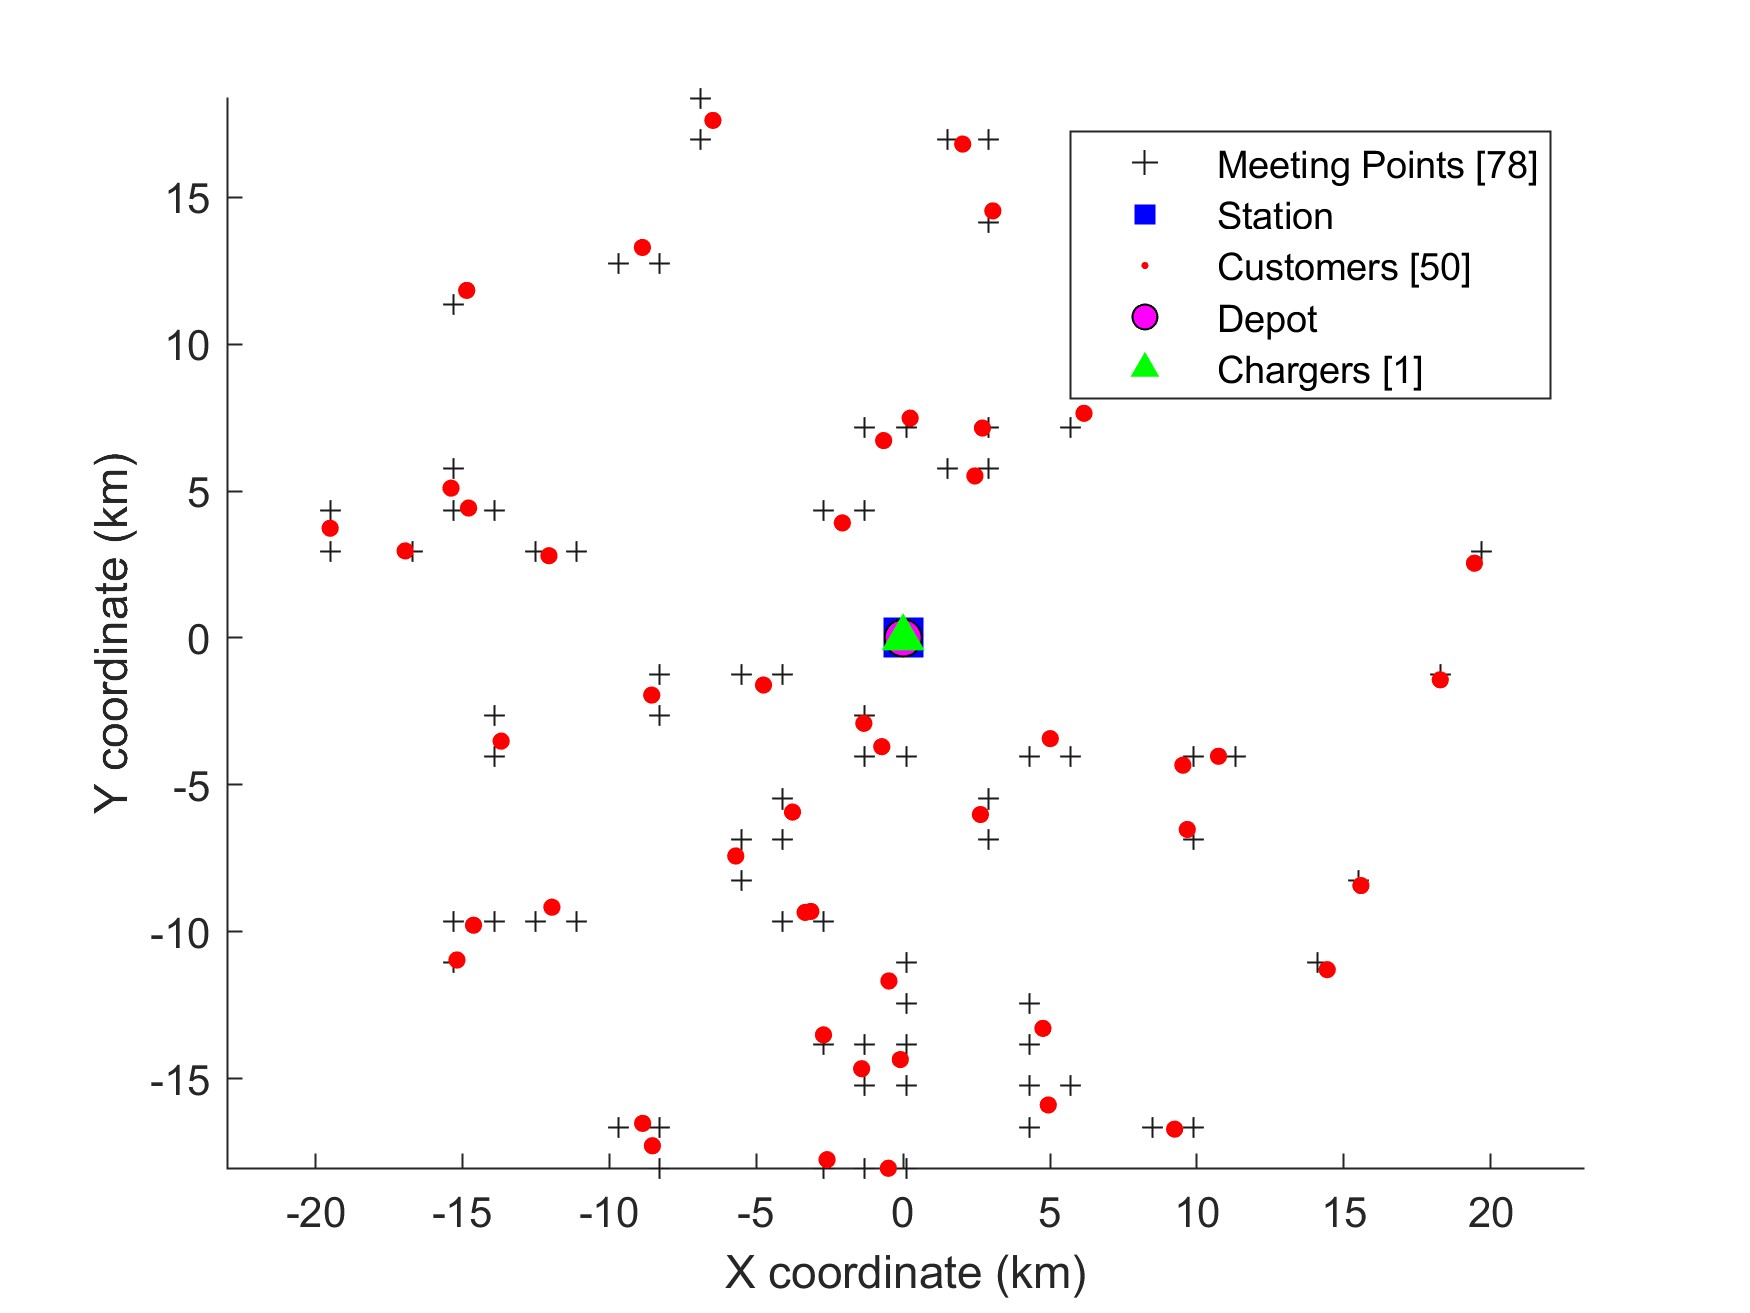 Meeting Points [78]
Station
Customers [50]
Depot
Chargers [1]
15
10
5
0
-5
-10
-15
Y coordinate (km)
-20 -15 -10 -5 0 5 10 15 20
X coordinate (km)